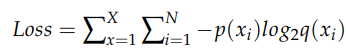 Loss = ∑_{x=1}^{X} ∑_{i=1}^{N} −p(x_i)log_2q(x_i)